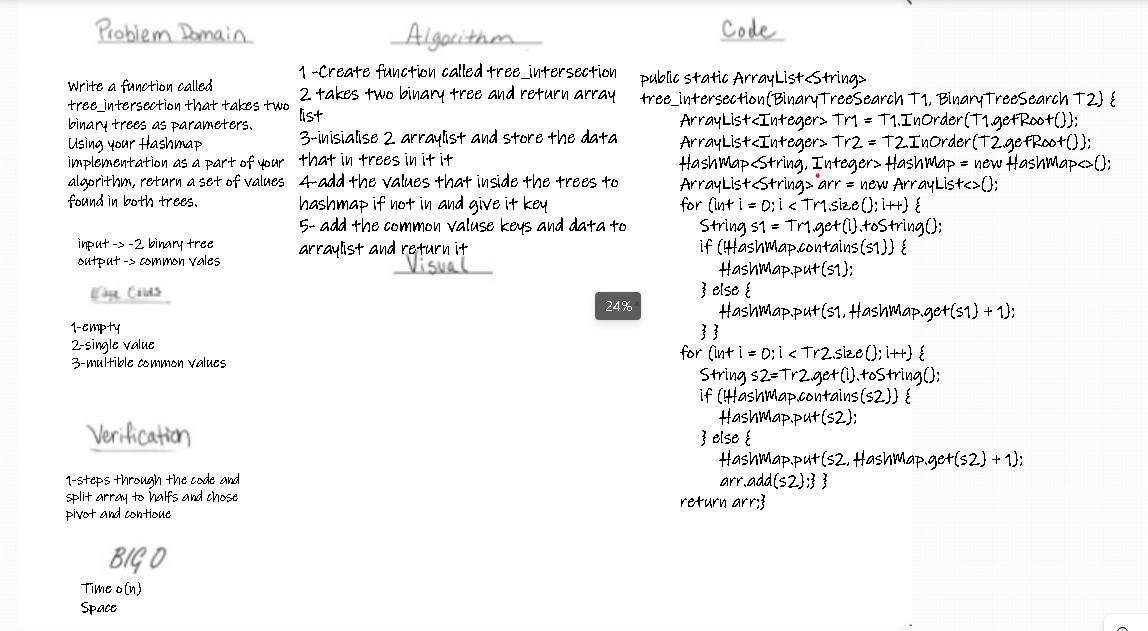 Problem Domain
Write a function called
tree_intersection that takes two
binary trees as parameters.
Using your Hashmap
implementation as a part of your
algorithm, return a set of values
found in both trees.
input -> -2 binary tree
output -> common vales
Edge Cases
1-empty
2-single value
3-multible common values
Verification
1-steps through the code and
split array to halfs and chose
pivot and contioue
BIG O
Time o(n)
Space
Algorithm
1 -Create function called tree_intersection
2 takes two binary tree and return array
list
3-inisialise 2 arraylist and store the data
that in trees in it it
4-add the values that inside the trees to
hashmap if not in and give it key
5- add the common valuse keys and data to
arraylist and return it
Visual
24%
Code
public static ArrayList<String>
tree_intersection(BinaryTreeSearch T1, BinaryTreeSearch T2) {
ArrayList<Integer> Tr1 = T1.InOrder(T1.getRoot());
ArrayList<Integer> Tr2 = T2.InOrder(T2.getRoot());
HashMap<String, Integer> HashMap = new HashMap<>();
ArrayList<String> arr = new ArrayList<>();
for (int i = 0; i < Tr1.size(); i++) {
String s1 = Tr1.get(i).toString();
if (!HashMap.contains(s1)) {
HashMap.put(s1);
} else {
HashMap.put(s1, HashMap.get(s1) + 1);
} }
for (int i = 0; i < Tr2.size(); i++) {
String s2=Tr2.get(i).toString();
if (!HashMap.contains(s2)) {
HashMap.put(s2);
} else {
HashMap.put(s2, HashMap.get(s2) + 1);
arr.add(s2);} }
return arr;}